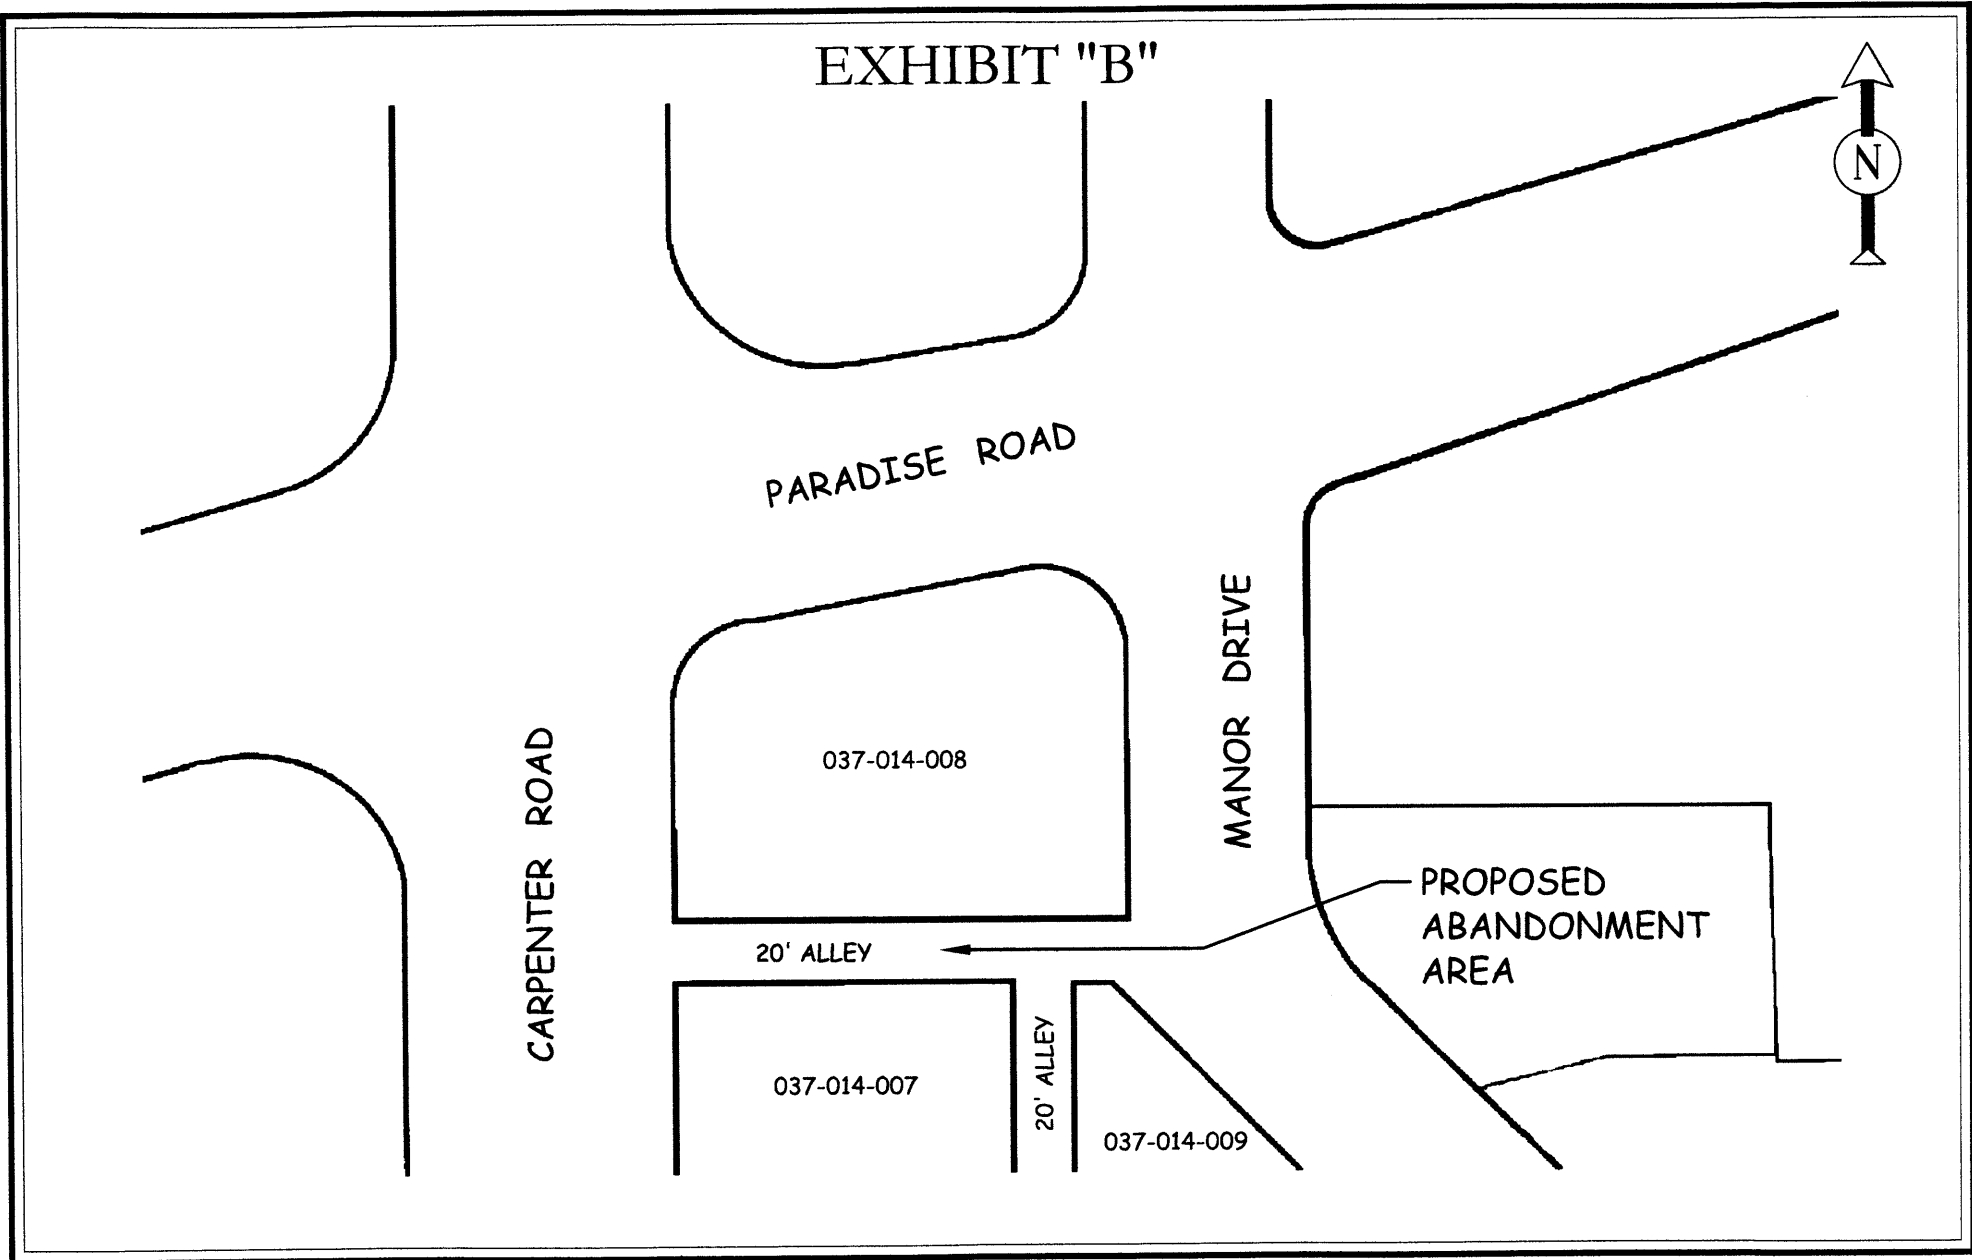 EXHIBIT "B"
N
PARADISE ROAD
MANOR DRIVE
CARPENTER ROAD
037-014-008
PROPOSED
ABANDONMENT
AREA
20' ALLEY
20' ALLEY
037-014-007
037-014-009